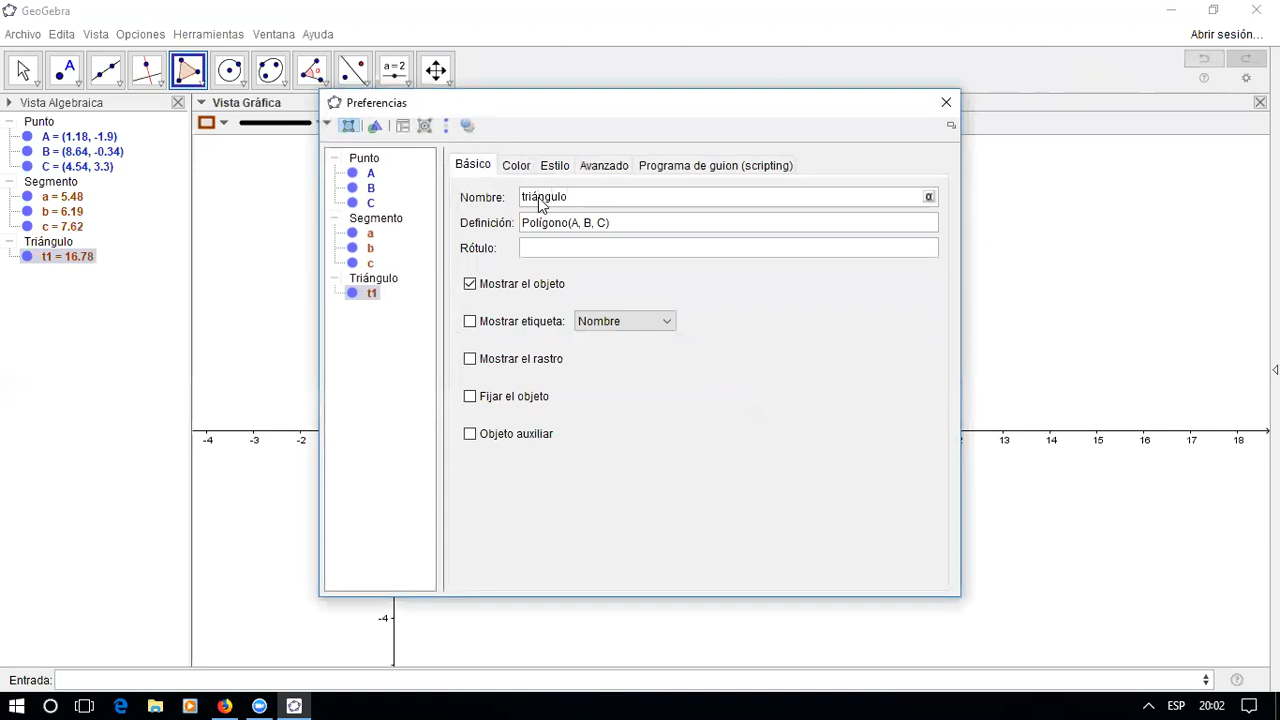 GeoGebra
Archivo Edita Vista Opciones Herramientas Ventana Ayuda
Abrir sesión...
A
a=2
Vista Algebraica
Vista Gráfica
Punto
A = (1.18, -1.9)
B = (8.64, -0.34)
C = (4.54, 3.3)
Segmento
a = 5.48
b = 6.19
c = 7.62
Triángulo
t1 = 16.78
Preferencias
Punto
A
B
C
Segmento
a
b
c
Triángulo
t1
Básico Color Estilo Avanzado Programa de guion (scripting)
Nombre: triángulo α
Definición: Polígono(A, B, C)
Rótulo:
Mostrar el objeto
Mostrar etiqueta: Nombre
Mostrar el rastro
Fijar el objeto
Objeto auxiliar
-4 -3 -2 12 13 14 15 16 17 18
-4
Entrada:
ESP 20:02